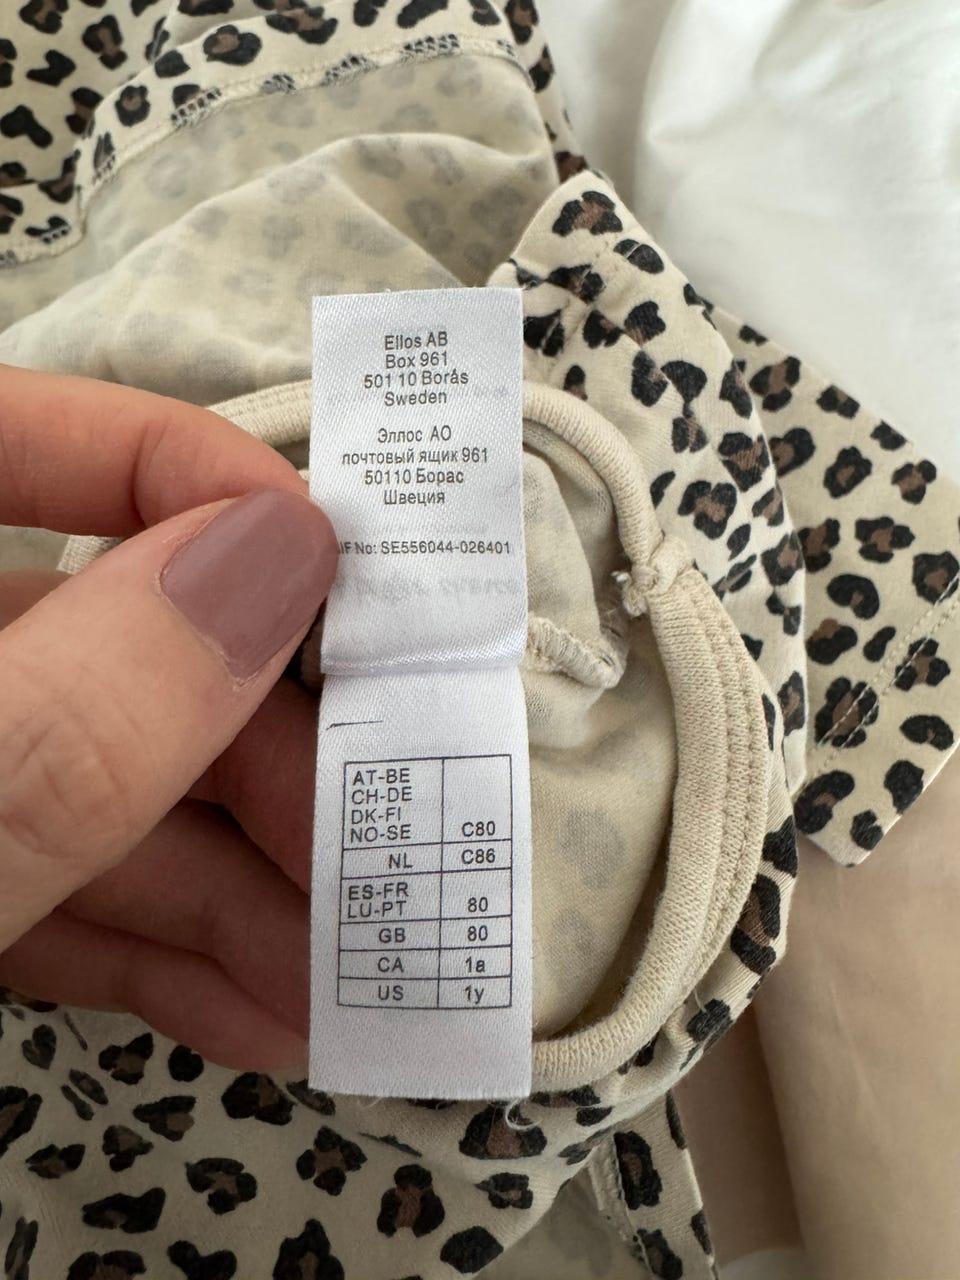 Ellos AB
Box 961
501 10 Borås
Sweden
Эллос АО
почтовый ящик 961
50110 Борас
Швеция
No: SE556044-026401
AT-BE
CH-DE
DK-FI
NO-SE C80
NL C86
ES-FR
LU-PT 80
GB 80
CA 1a
US 1y